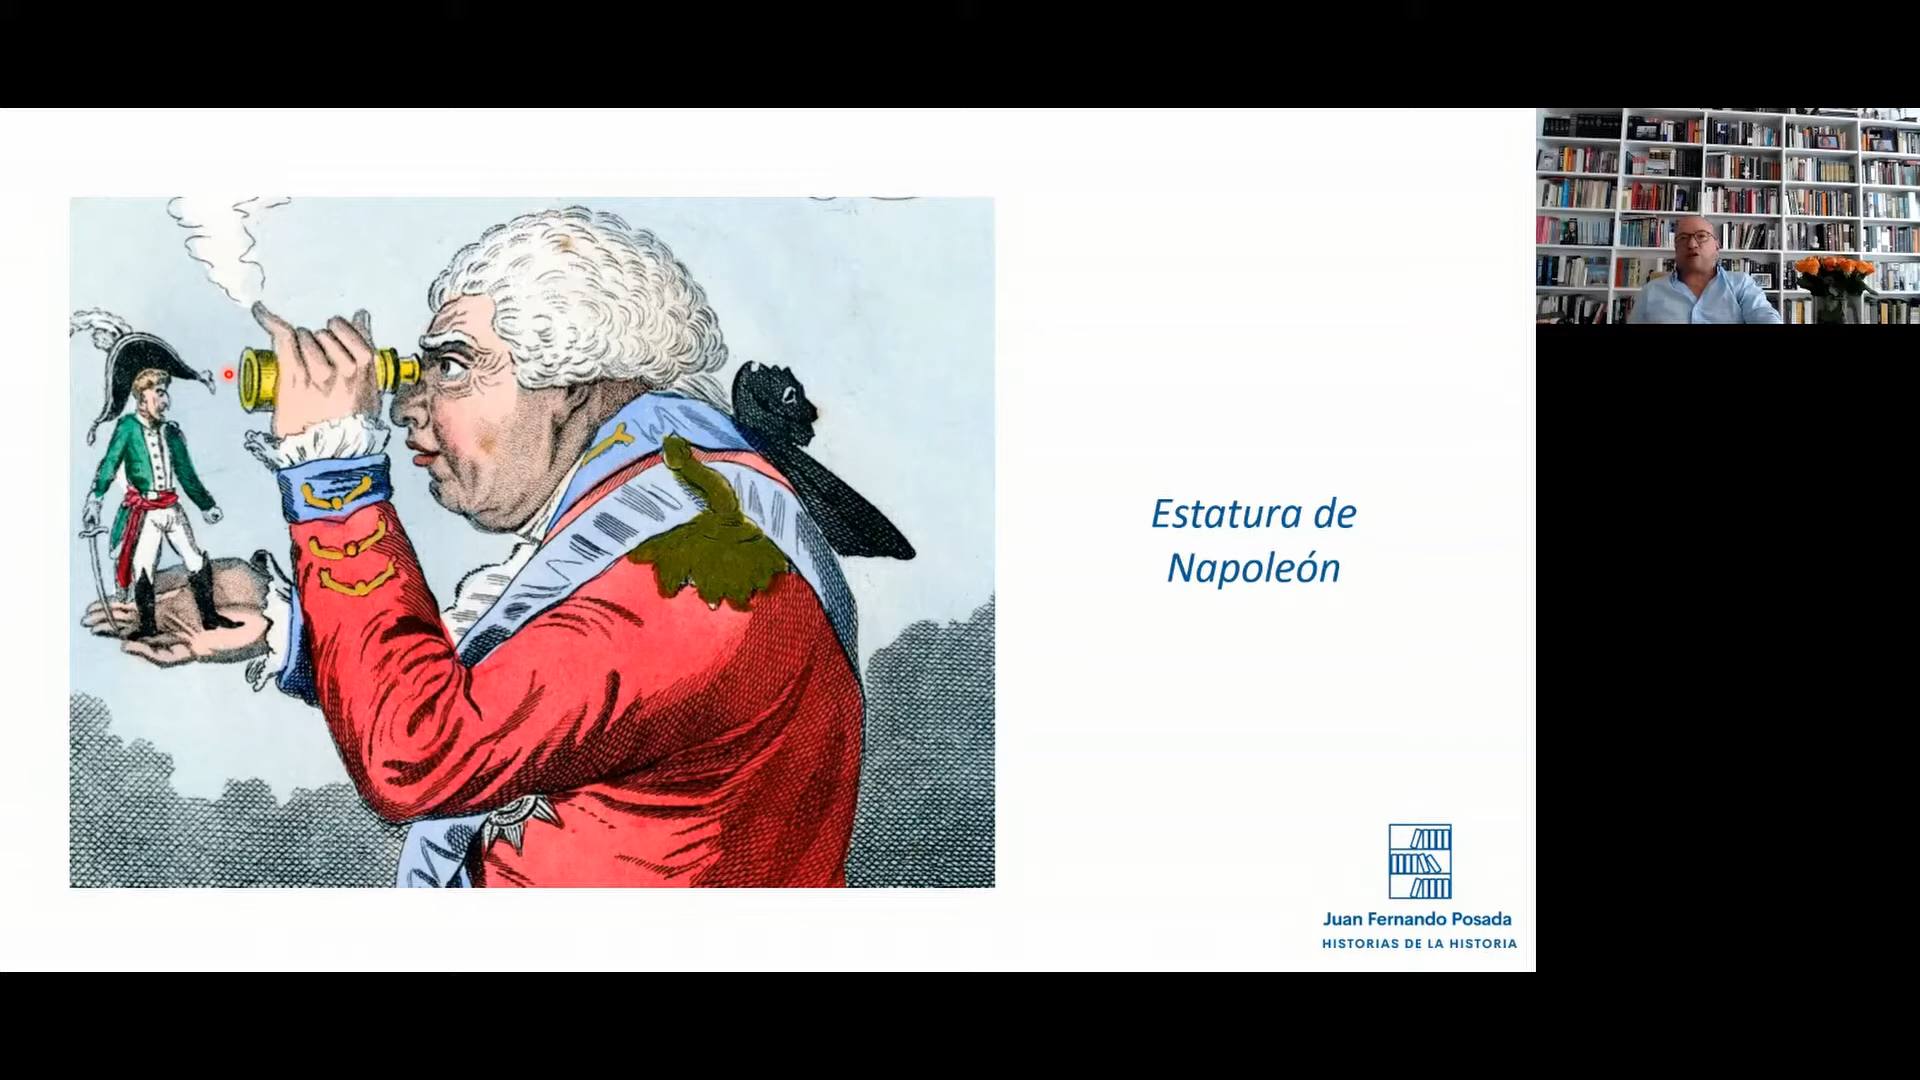 Estatura de
Napoleón
Juan Fernando Posada
HISTORIAS DE LA HISTORIA